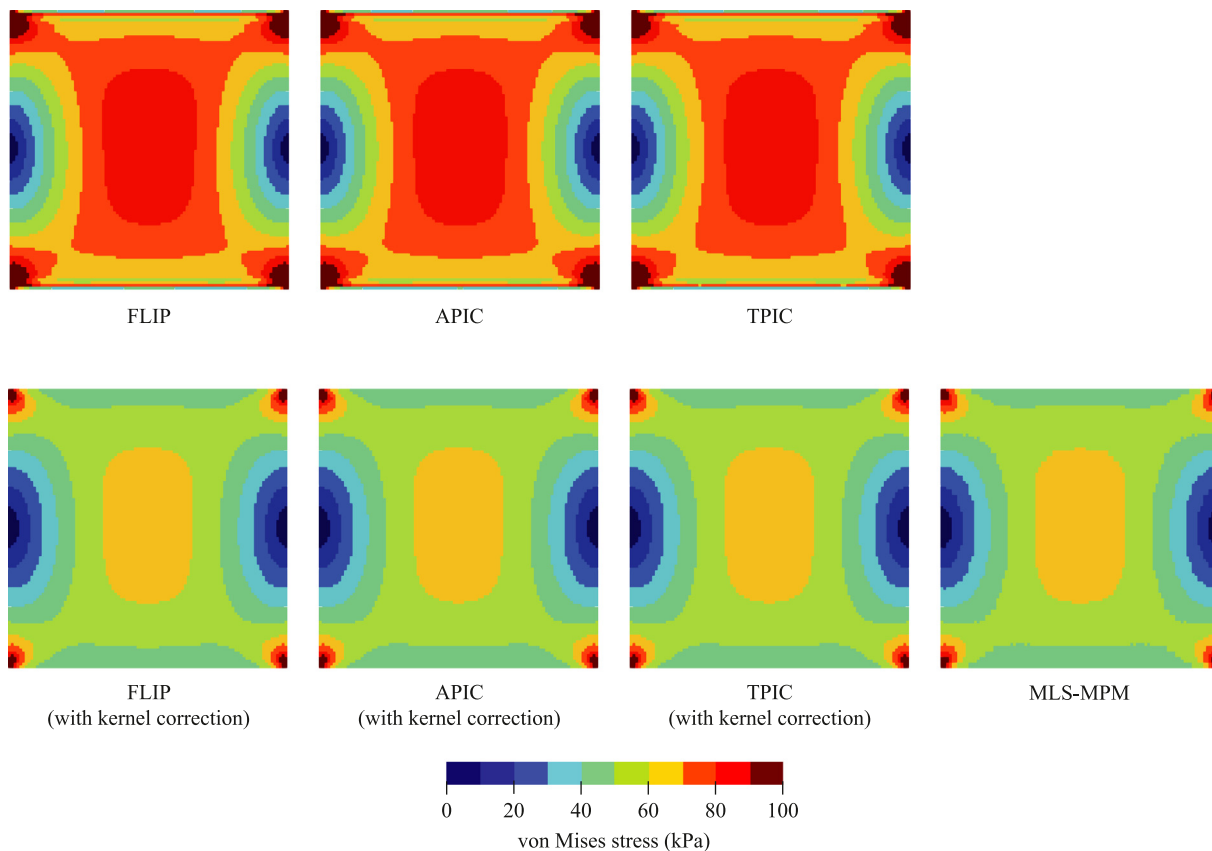 FLIP
APIC
TPIC
FLIP
(with kernel correction)
APIC
(with kernel correction)
TPIC
(with kernel correction)
MLS-MPM
0 20 40 60 80 100
von Mises stress (kPa)